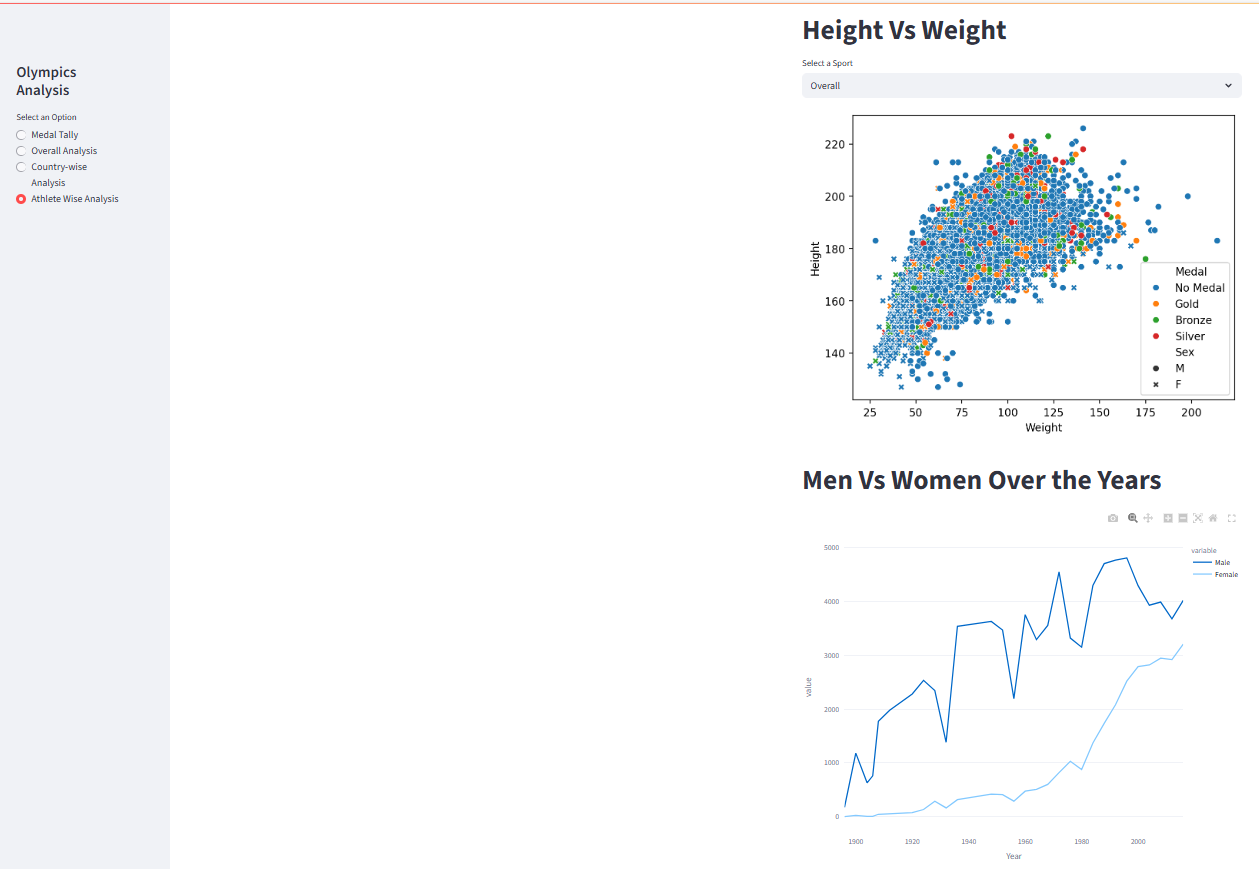 Olympics
Analysis
Select an Option
Medal Tally
Overall Analysis
Country-wise
Analysis
Athlete Wise Analysis
Height Vs Weight
Select a Sport
Overall
220
200
180
160
140
Height
25 50 75 100 125 150 175 200
Weight
Medal
No Medal
Gold
Bronze
Silver
Sex
M
F
Men Vs Women Over the Years
5000
4000
3000
2000
1000
0
value
1900 1920 1940 1960 1980 2000
Year
variable
Male
Female